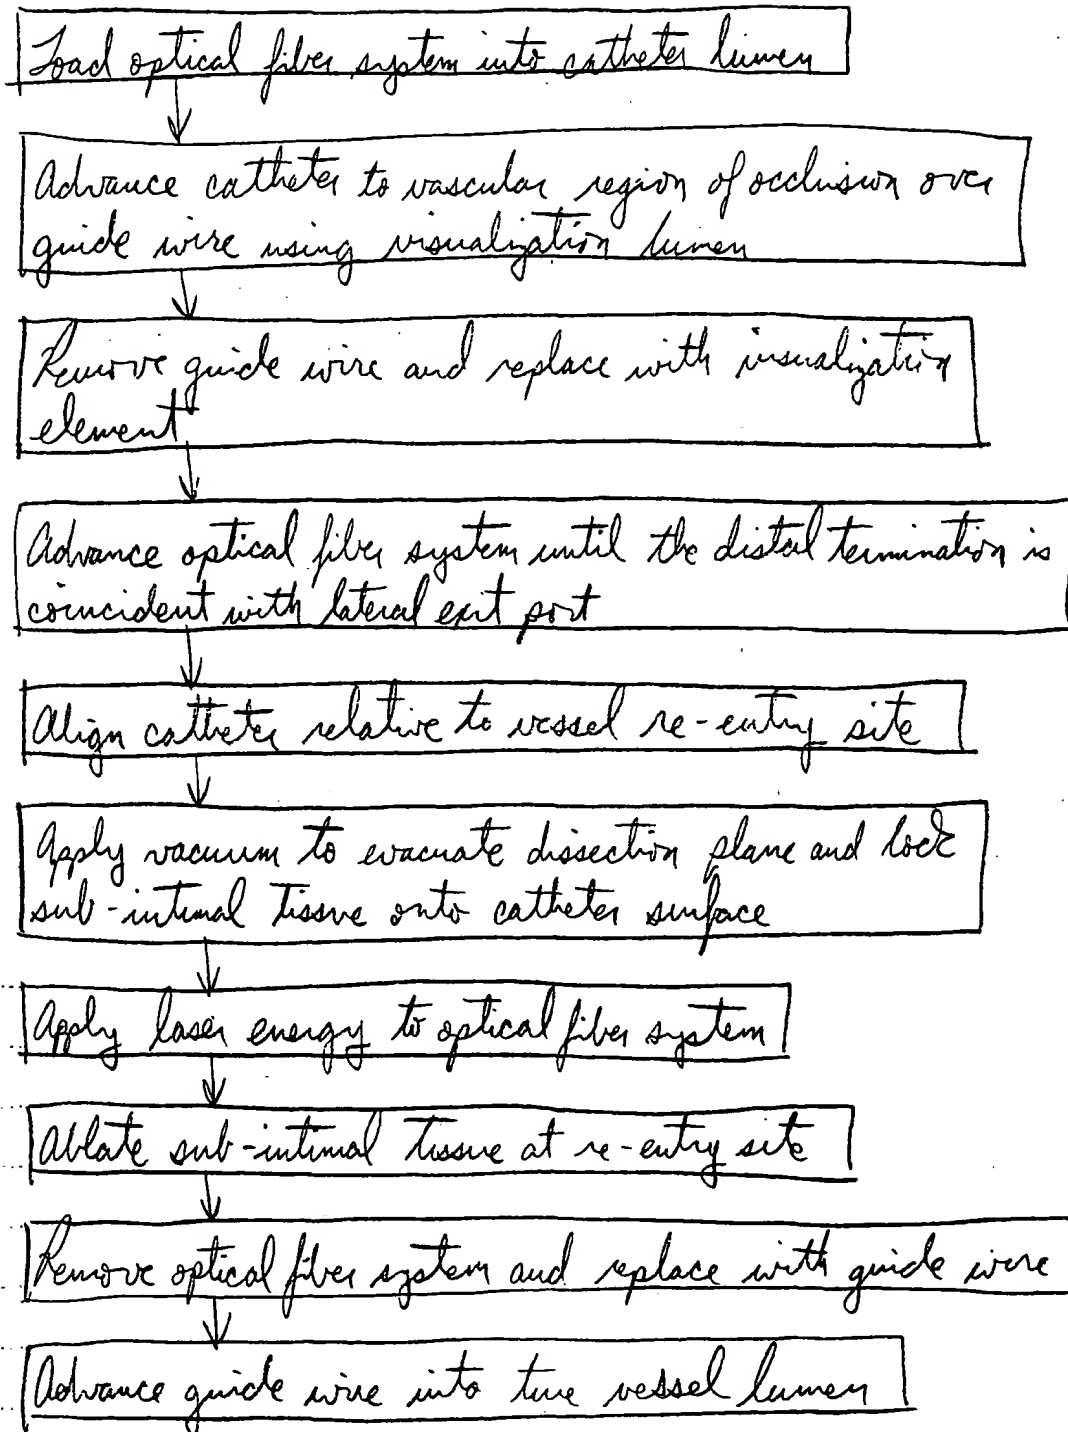 Load optical fiber system into catheter lumen
Advance catheter to vascular region of occlusion over
guide wire using visualization lumen
Remove guide wire and replace with visualization
element
Advance optical fiber system until the distal termination is
coincident with lateral exit port
Align catheter relative to vessel re-entry site
Apply vacuum to evacuate dissection plane and lock
sub-intimal tissue onto catheter surface
Apply laser energy to optical fiber system
Ablate sub-intimal tissue at re-entry site
Remove optical fiber system and replace with guide wire
Advance guide wire into true vessel lumen